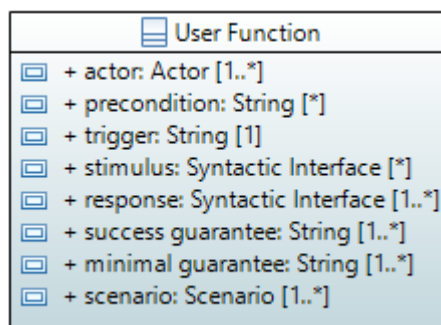 User Function
+ actor: Actor [1..*]
+ precondition: String [*]
+ trigger: String [1]
+ stimulus: Syntactic Interface [*]
+ response: Syntactic Interface [1..*]
+ success guarantee: String [1..*]
+ minimal guarantee: String [1..*]
+ scenario: Scenario [1..*]